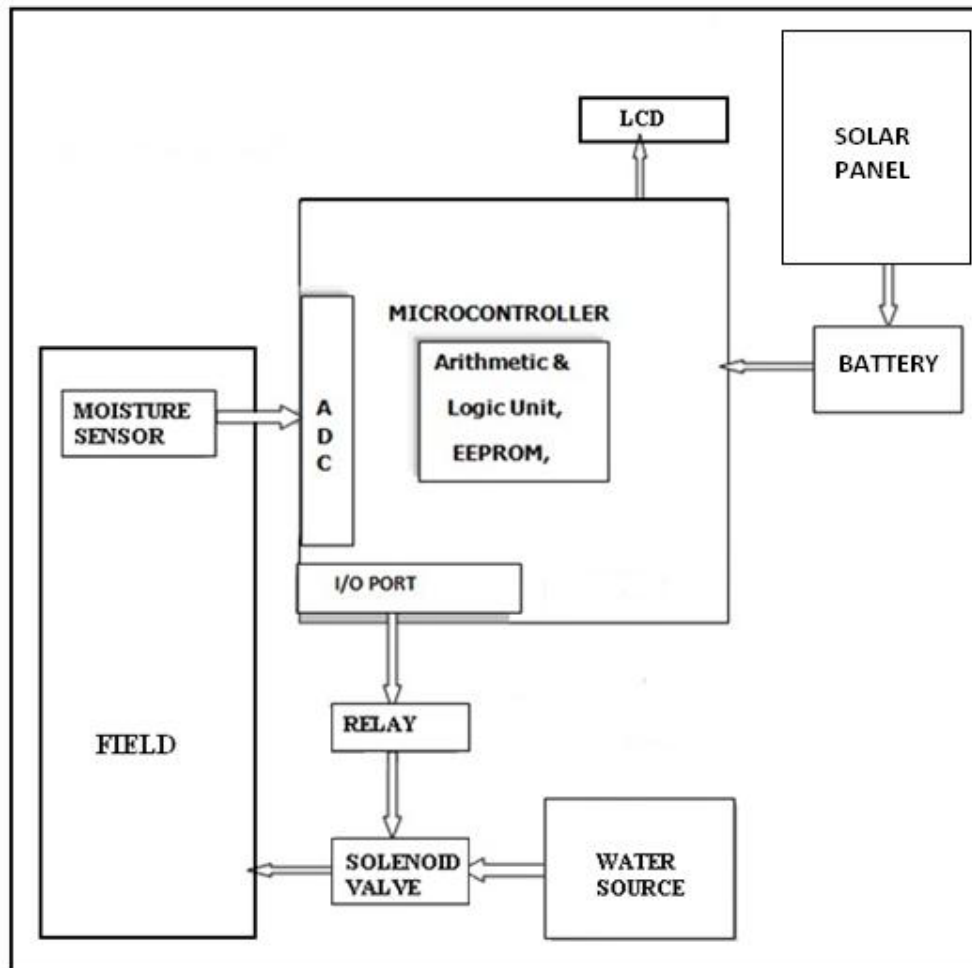 LCD
SOLAR
PANEL
MICROCONTROLLER
Arithmetic &
Logic Unit,
EEPROM,
BATTERY
MOISTURE
SENSOR
A
D
C
I/O PORT
RELAY
FIELD
SOLENOID
VALVE
WATER
SOURCE